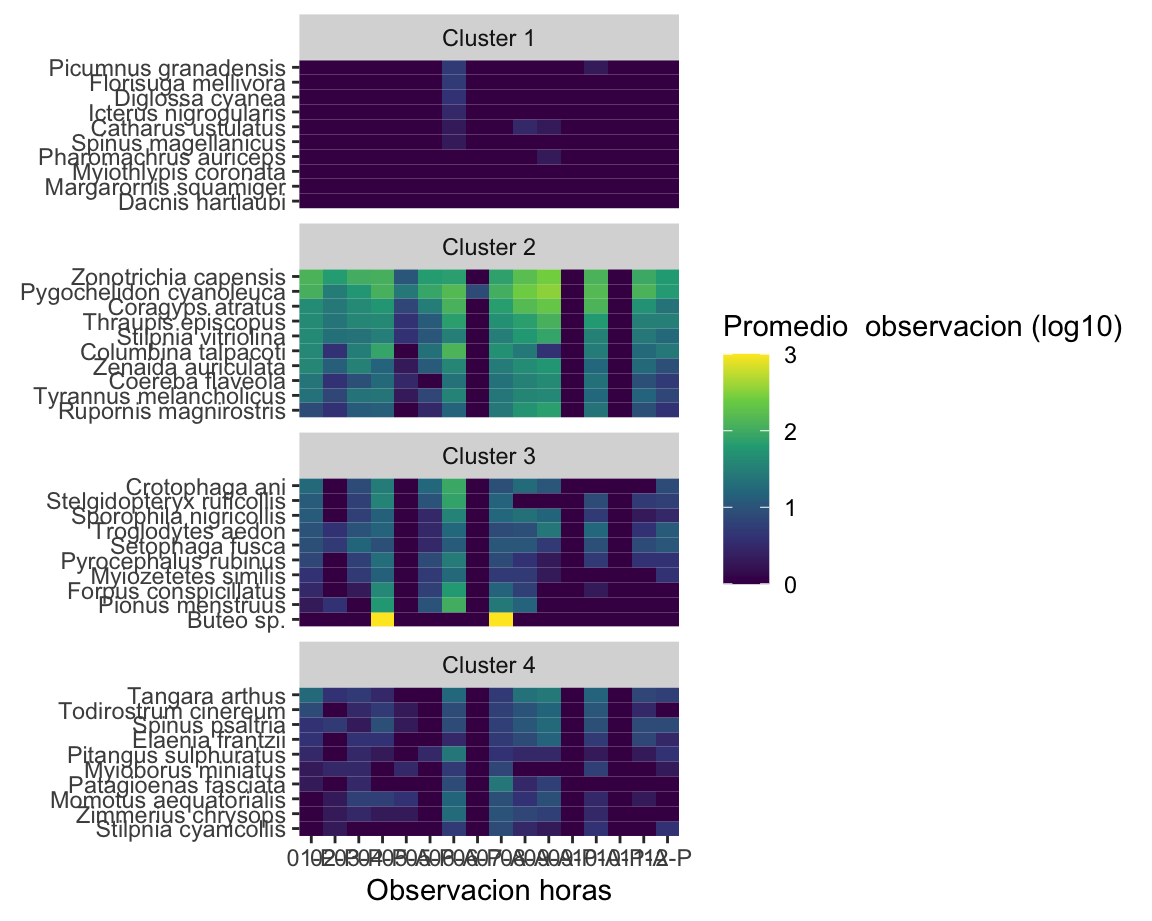 Cluster 1
Picumnus granadensis
Florisuga mellivora
Diglossa cyanea
Icterus nigrogularis
Catharus ustulatus
Spinus magellanicus
Pharomachrus auriceps
Myiothlypis coronata
Margarornis squamiger
Dacnis hartlaubi
Cluster 2
Zonotrichia capensis
Pygochelidon cyanoleuca
Coragyps atratus
Thraupis episcopus
Stilpnia vitriolina
Columbina talpacoti
Zenaida auriculata
Coereba flaveola
Tyrannus melancholicus
Rupornis magnirostris
Cluster 3
Crotophaga ani
Stelgidopteryx ruficollis
Sporophila nigricollis
Troglodytes aedon
Setophaga fusca
Pyrocephalus rubinus
Myiozetetes similis
Forpus conspicillatus
Pionus menstruus
Buteo sp.
Cluster 4
Tangara arthus
Todirostrum cinereum
Spinus psaltria
Elaenia frantzii
Pitangus sulphuratus
Myioborus miniatus
Patagioenas fasciata
Momotus aequatorialis
Zimmerius chrysops
Stilpnia cyanicollis
Observacion horas
Promedio  observacion (log10)
3
2
1
0